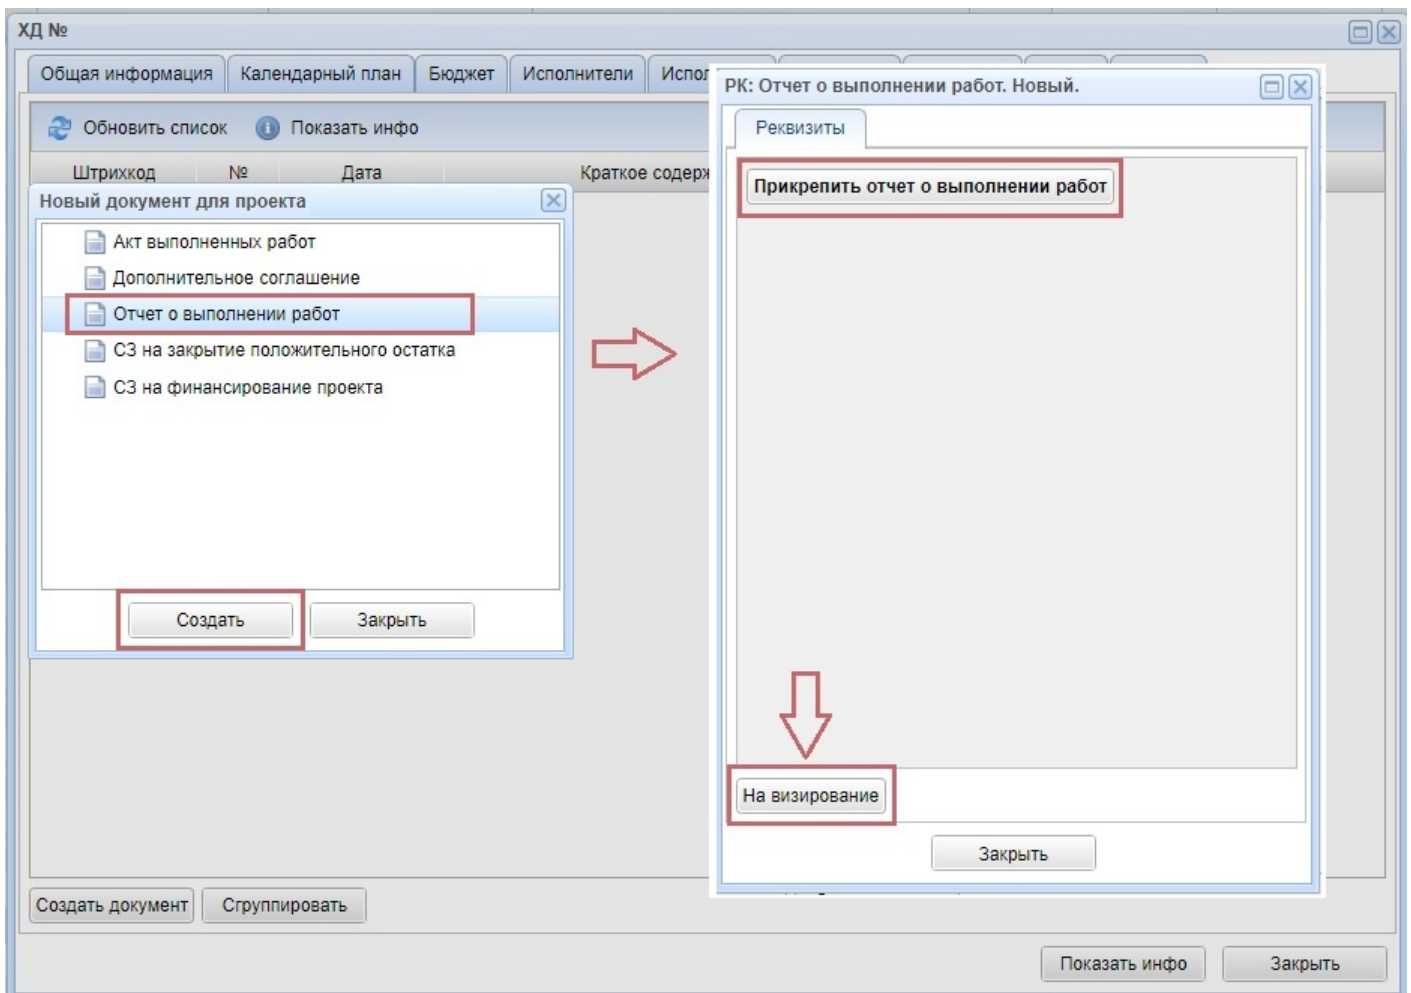 ХД №
Общая информация Календарный план Бюджет Исполнители
Обновить список Показать инфо
Штрихкод № Дата Краткое
Новый документ для проекта
Акт выполненных работ
Дополнительное соглашение
Отчет о выполнении работ
СЗ на закрытие положительного остатка
СЗ на финансирование проекта
Создать Закрыть
РК: Отчет о выполнении работ. Новый.
Реквизиты
Прикрепить отчет о выполнении работ
На визирование
Закрыть
Создать документ Сгруппировать
Показать инфо Закрыть